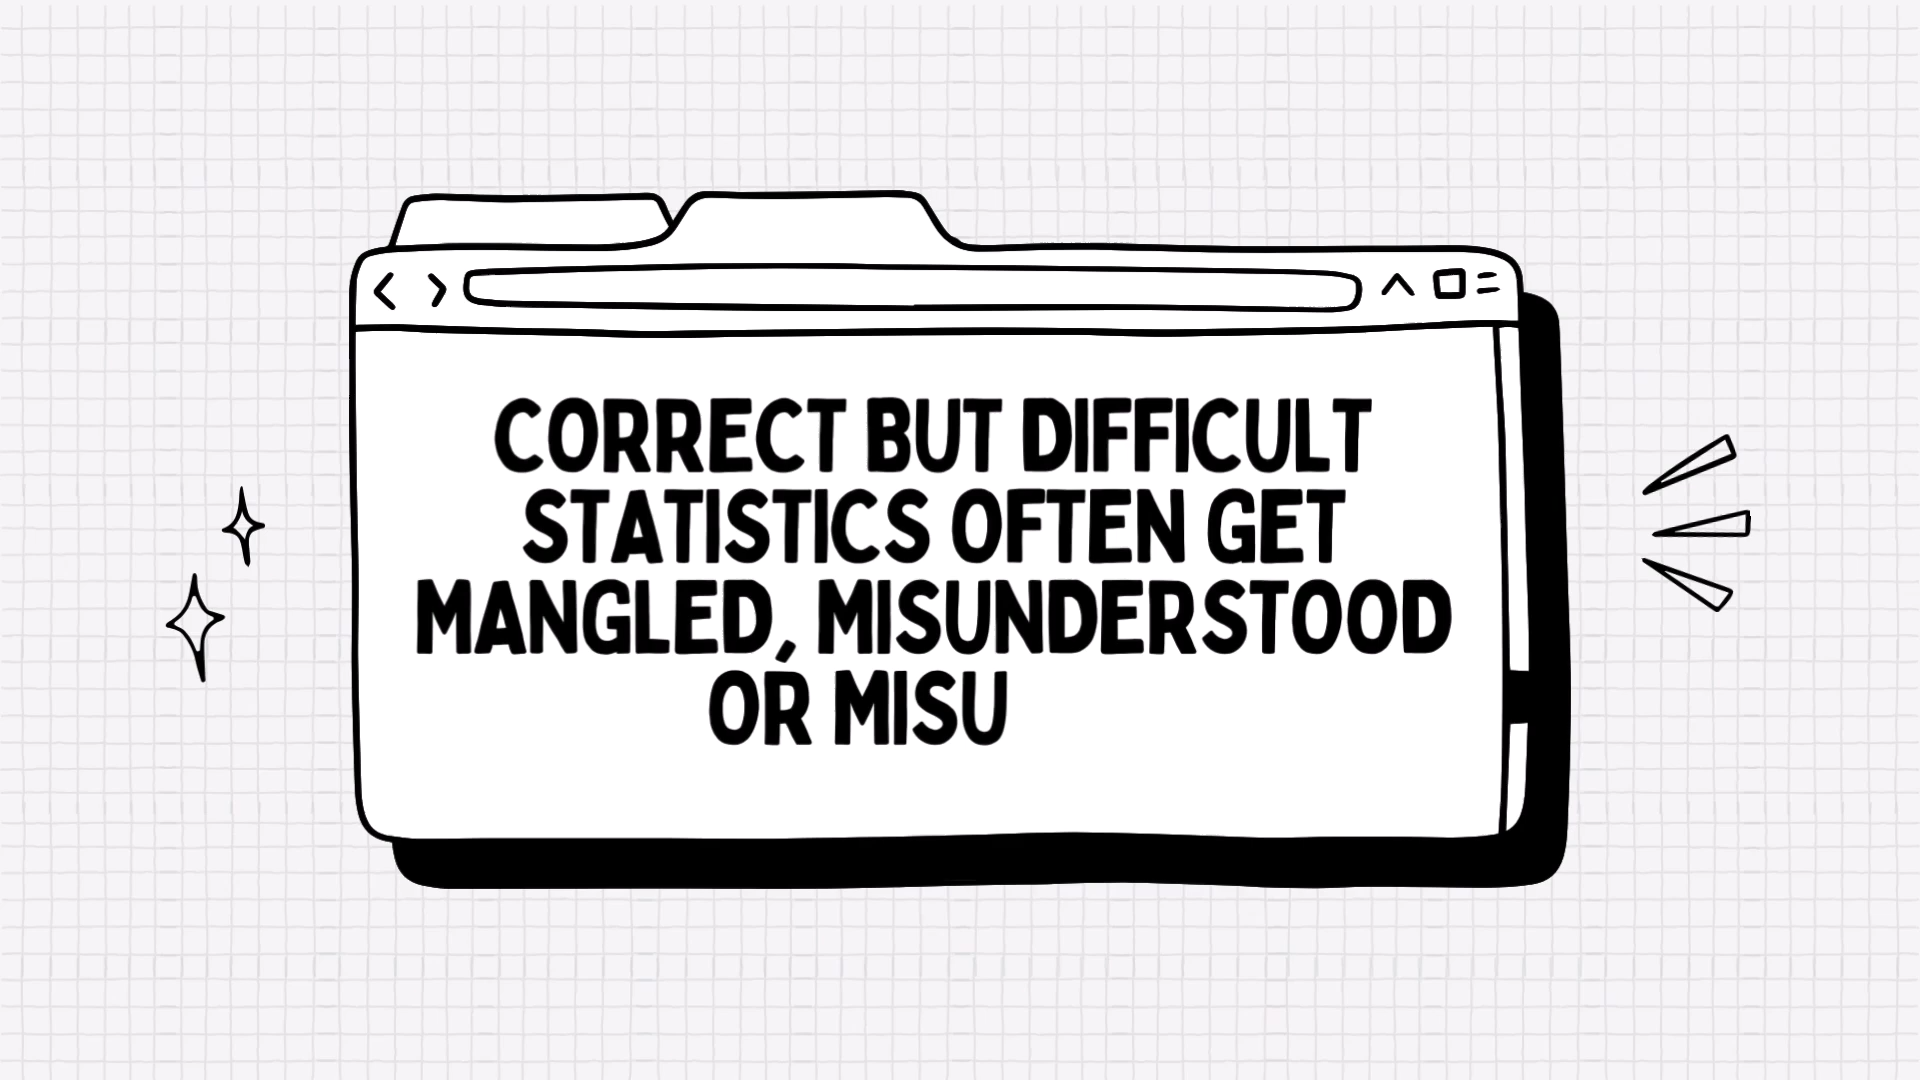 CORRECT BUT DIFFICULT
STATISTICS OFTEN GET
MANGLED, MISUNDERSTOOD
OR MISU